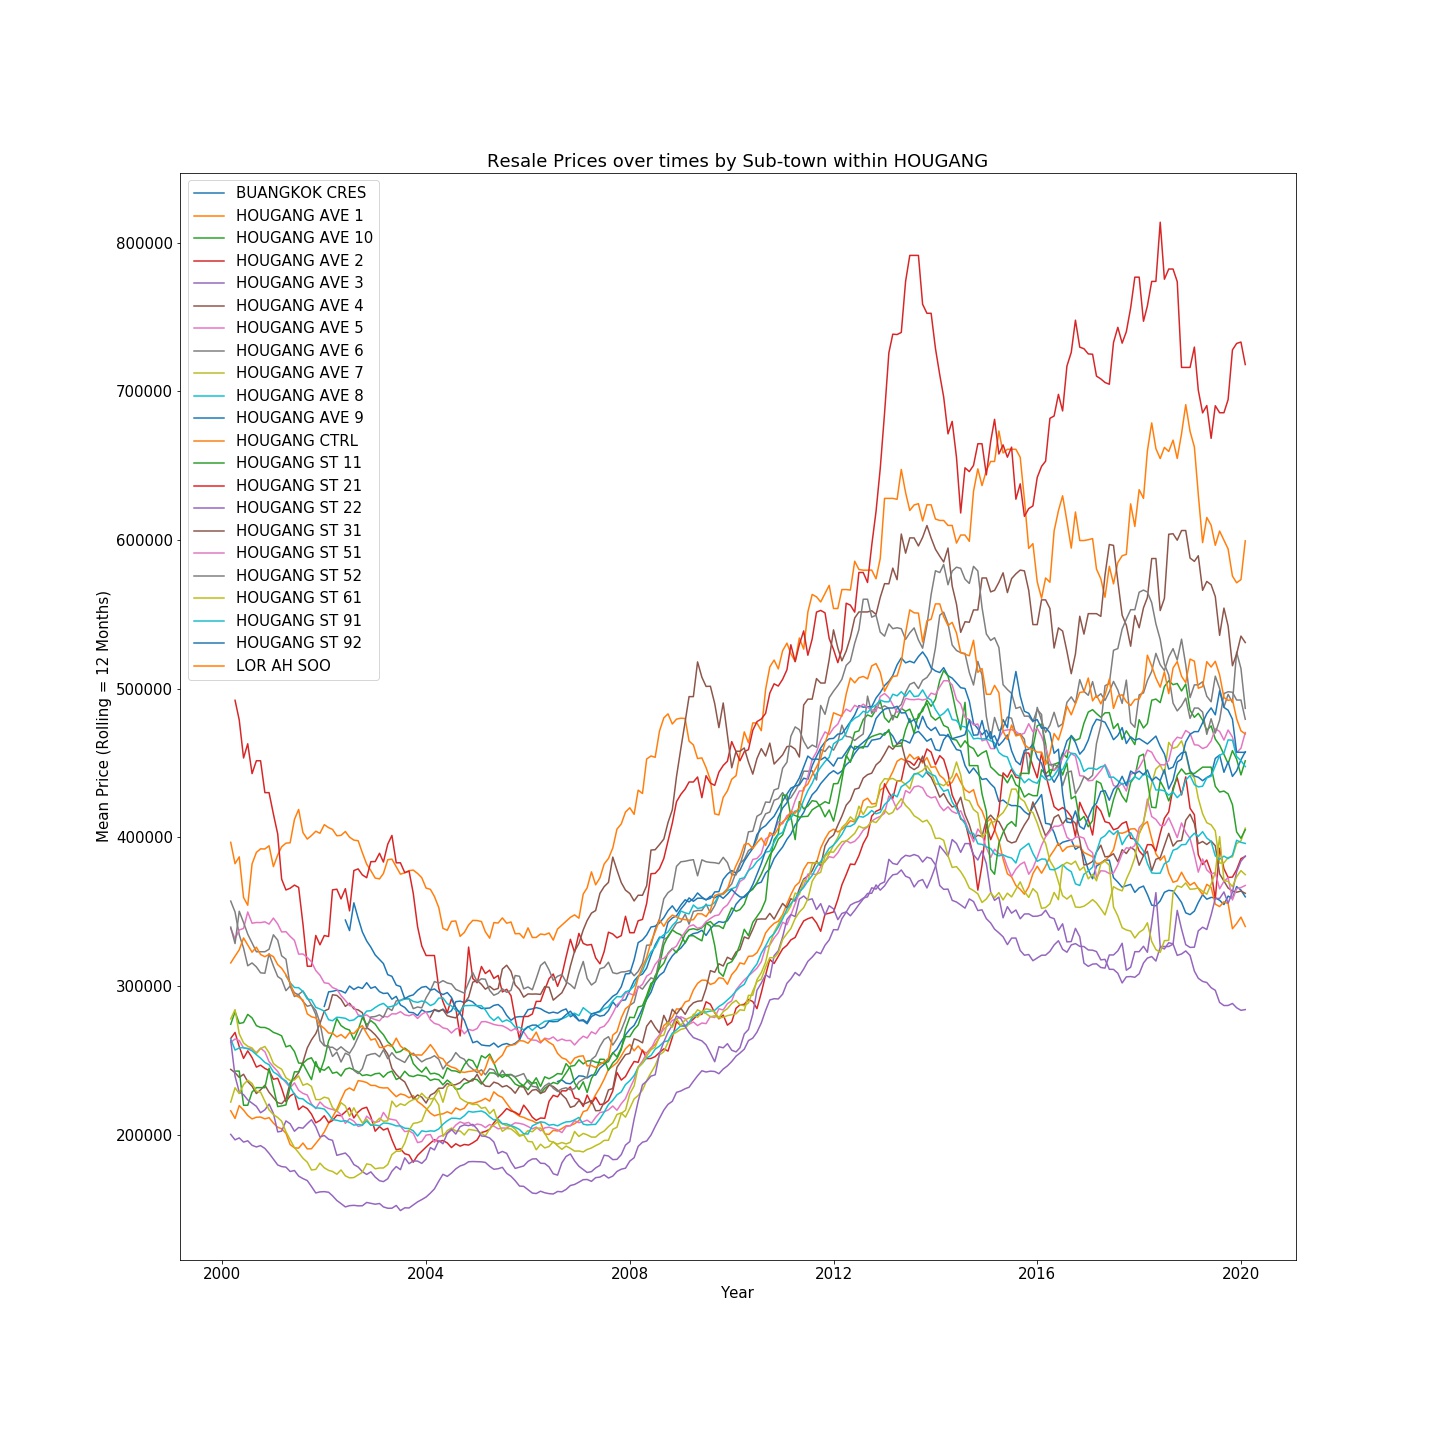 Resale Prices over times by Sub-town within HOUGANG
BUANGKOK CRES
HOUGANG AVE 1
HOUGANG AVE 10
HOUGANG AVE 2
HOUGANG AVE 3
HOUGANG AVE 4
HOUGANG AVE 5
HOUGANG AVE 6
HOUGANG AVE 7
HOUGANG AVE 8
HOUGANG AVE 9
HOUGANG CTRL
HOUGANG ST 11
HOUGANG ST 21
HOUGANG ST 22
HOUGANG ST 31
HOUGANG ST 51
HOUGANG ST 52
HOUGANG ST 61
HOUGANG ST 91
HOUGANG ST 92
LOR AH SOO
Mean Price (Rolling = 12 Months)
800000
700000
600000
500000
400000
300000
200000
2000 2004 2008 2012 2016 2020
Year